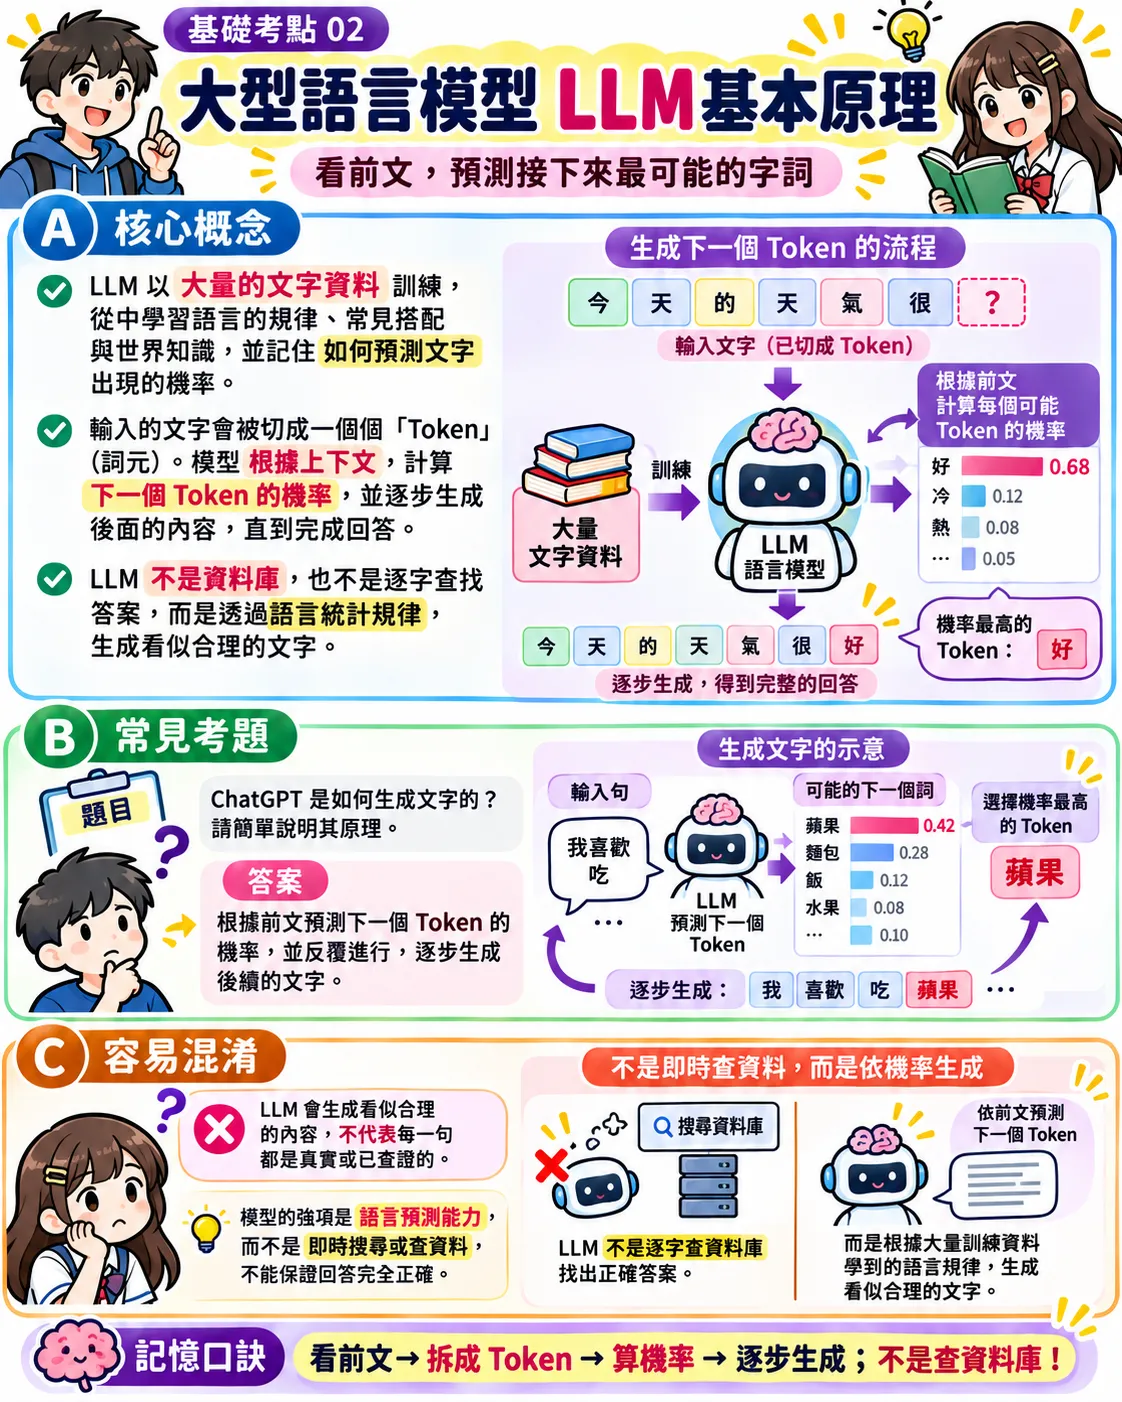 基礎考點 02
大型語言模型 LLM 基本原理
看前文，預測接下來最可能的字詞
A 核心概念
LLM 以 大量的文字資料 訓練，
從中學習語言的規律、常見搭配
與世界知識，並記住 如何預測文字
出現的機率。
輸入的文字會被切成一個個「Token」
(詞元)。模型 根據上下文，計算
下一個 Token 的機率，並逐步生成
後面的內容，直到完成回答。
LLM 不是資料庫，也不是逐字查找
答案，而是透過語言統計規律，
生成看似合理的文字。
生成下一個 Token 的流程
今 天 的 天 氣 很 ?
輸入文字（已切成 Token）
大量
文字資料
訓練
LLM
語言模型
根據前文
計算每個可能
Token 的機率
好 0.68
冷 0.12
熱 0.08
… 0.05
機率最高的
Token： 好
今 天 的 天 氣 很 好
逐步生成，得到完整的回答
B 常見考題
題目
?
ChatGPT 是如何生成文字的？
請簡單說明其原理。
答案
根據前文預測下一個 Token 的
機率，並反覆進行，逐步生成
後續的文字。
生成文字的示意
輸入句
我喜歡
吃
…
LLM
預測下一個
Token
可能的下一個詞
蘋果 0.42
麵包 0.28
飯 0.12
水果 0.08
… 0.10
選擇機率最高
的 Token
蘋果
逐步生成： 我 喜歡 吃 蘋果 …
C 容易混淆
?
LLM 會生成看似合理
的內容，不代表每一句
都是真實或已查證的。
模型的強項是 語言預測能力，
而不是 即時搜尋或查資料，
不能保證回答完全正確。
不是即時查資料，而是依機率生成
搜尋資料庫
LLM 不是逐字查資料庫
找出正確答案。
依前文預測
下一個 Token
而是根據大量訓練資料
學到的語言規律，生成
看似合理的文字。
記憶口訣
看前文→ 拆成 Token → 算機率 → 逐步生成；不是查資料庫！